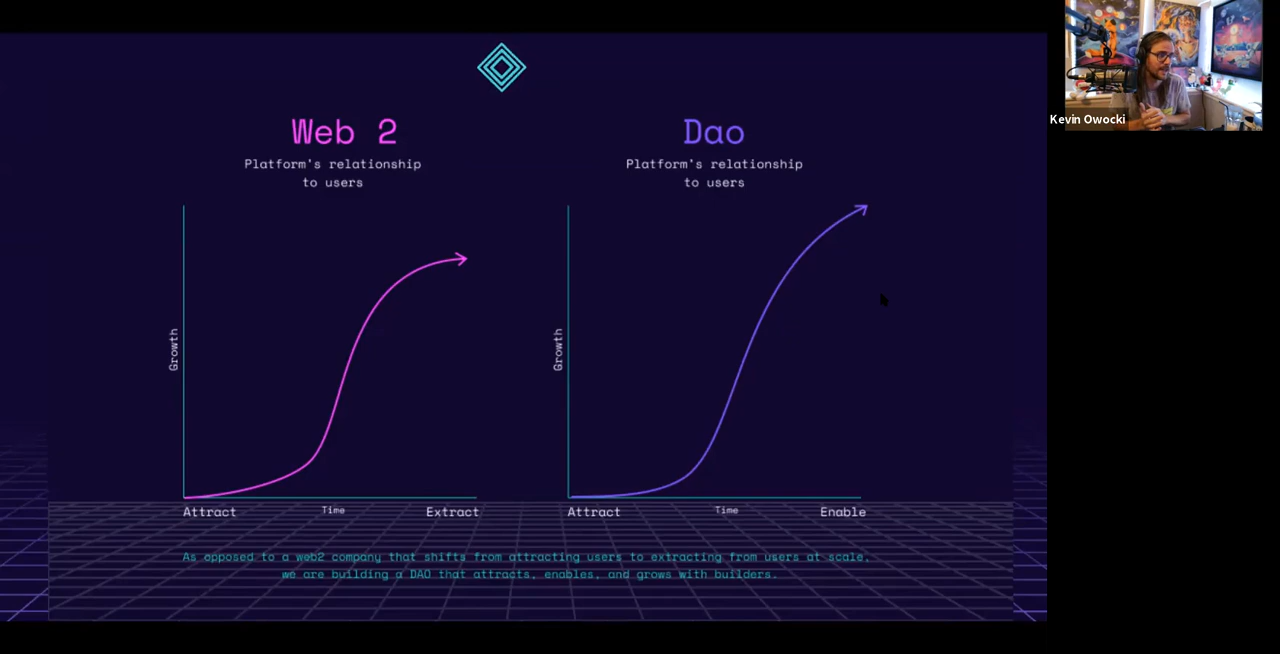 Web 2
Platform's relationship
to users
Growth
Attract
Time
Extract
Dao
Platform's relationship
to users
Growth
Attract
Time
Enable
As opposed to a web2 company that shifts from attracting users to extracting from users at scale,
we are building a DAO that attracts, enables, and grows with builders.
Kevin Owocki